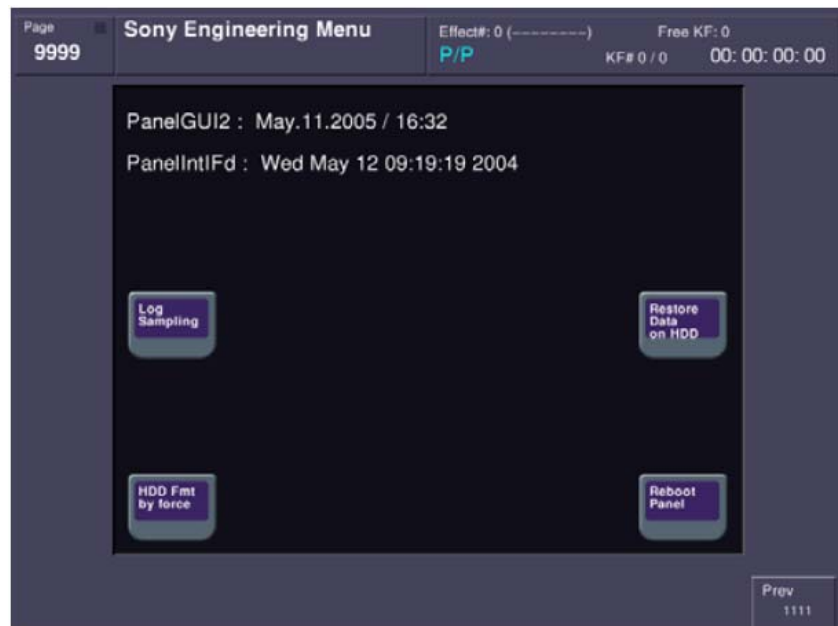 Page
9999
Sony Engineering Menu
Effect#: 0 (--------)
Free KF: 0
P/P
KF# 0 / 0
00: 00: 00: 00
PanelGUI2 : May.11.2005 / 16:32
PanelIntIFd : Wed May 12 09:19:19 2004
Log
Sampling
Restore
Data
on HDD
HDD Fmt
by force
Reboot
Panel
Prev
1111